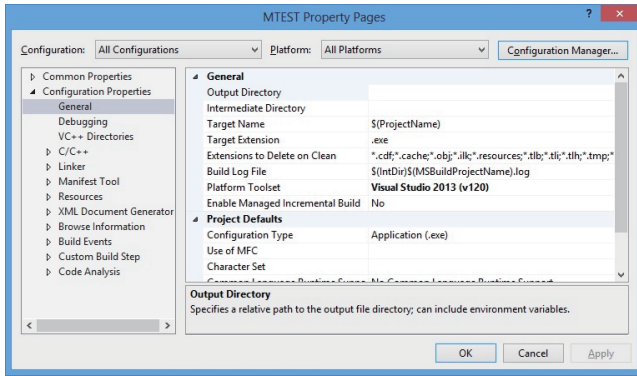 MTEST Property Pages
? ×
Configuration: All Configurations Platform: All Platforms Configuration Manager...
Common Properties
Configuration Properties
General
Debugging
VC++ Directories
C/C++
Linker
Manifest Tool
Resources
XML Document Generator
Browse Information
Build Events
Custom Build Step
Code Analysis
General
Output Directory
Intermediate Directory
Target Name $(ProjectName)
Target Extension .exe
Extensions to Delete on Clean *.cdf;*.cache;*.obj;*.ilk;*.resources;*.tlb;*.tli;*.tlh;*.tmp;*
Build Log File $(IntDir)$(MSBuildProjectName).log
Platform Toolset Visual Studio 2013 (v120)
Enable Managed Incremental Build No
Project Defaults
Configuration Type Application (.exe)
Use of MFC
Character Set
Common Language Runtime Suppo No Common Language Runtime Support
Output Directory
Specifies a relative path to the output file directory; can include environment variables.
OK Cancel Apply